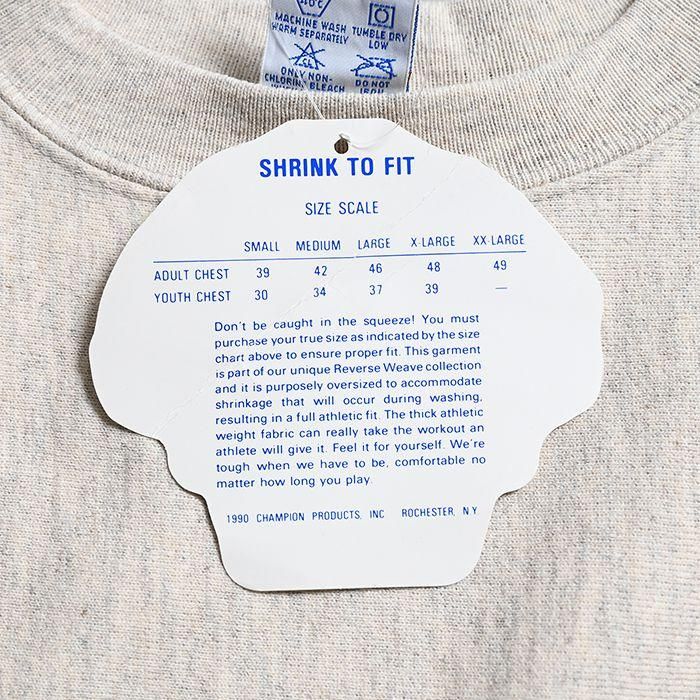 40°C
MACHINE WASH TUMBLE DRY
WARM SEPARATELY LOW
CL
ONLY NON- DO NOT
CHLORINE BLEACH IRON
SHRINK TO FIT
SIZE SCALE
SMALL MEDIUM LARGE X-LARGE XX-LARGE
ADULT CHEST 39 42 46 48 49
YOUTH CHEST 30 34 37 39 —
Don't be caught in the squeeze! You must
purchase your true size as indicated by the size
chart above to ensure proper fit. This garment
is part of our unique Reverse Weave collection
and it is purposely oversized to accommodate
shrinkage that will occur during washing,
resulting in a full athletic fit. The thick athletic
weight fabric can really take the workout an
athlete will give it. Feel it for yourself. We're
tough when we have to be, comfortable no
matter how long you play.
1990 CHAMPION PRODUCTS, INC ROCHESTER, N.Y.